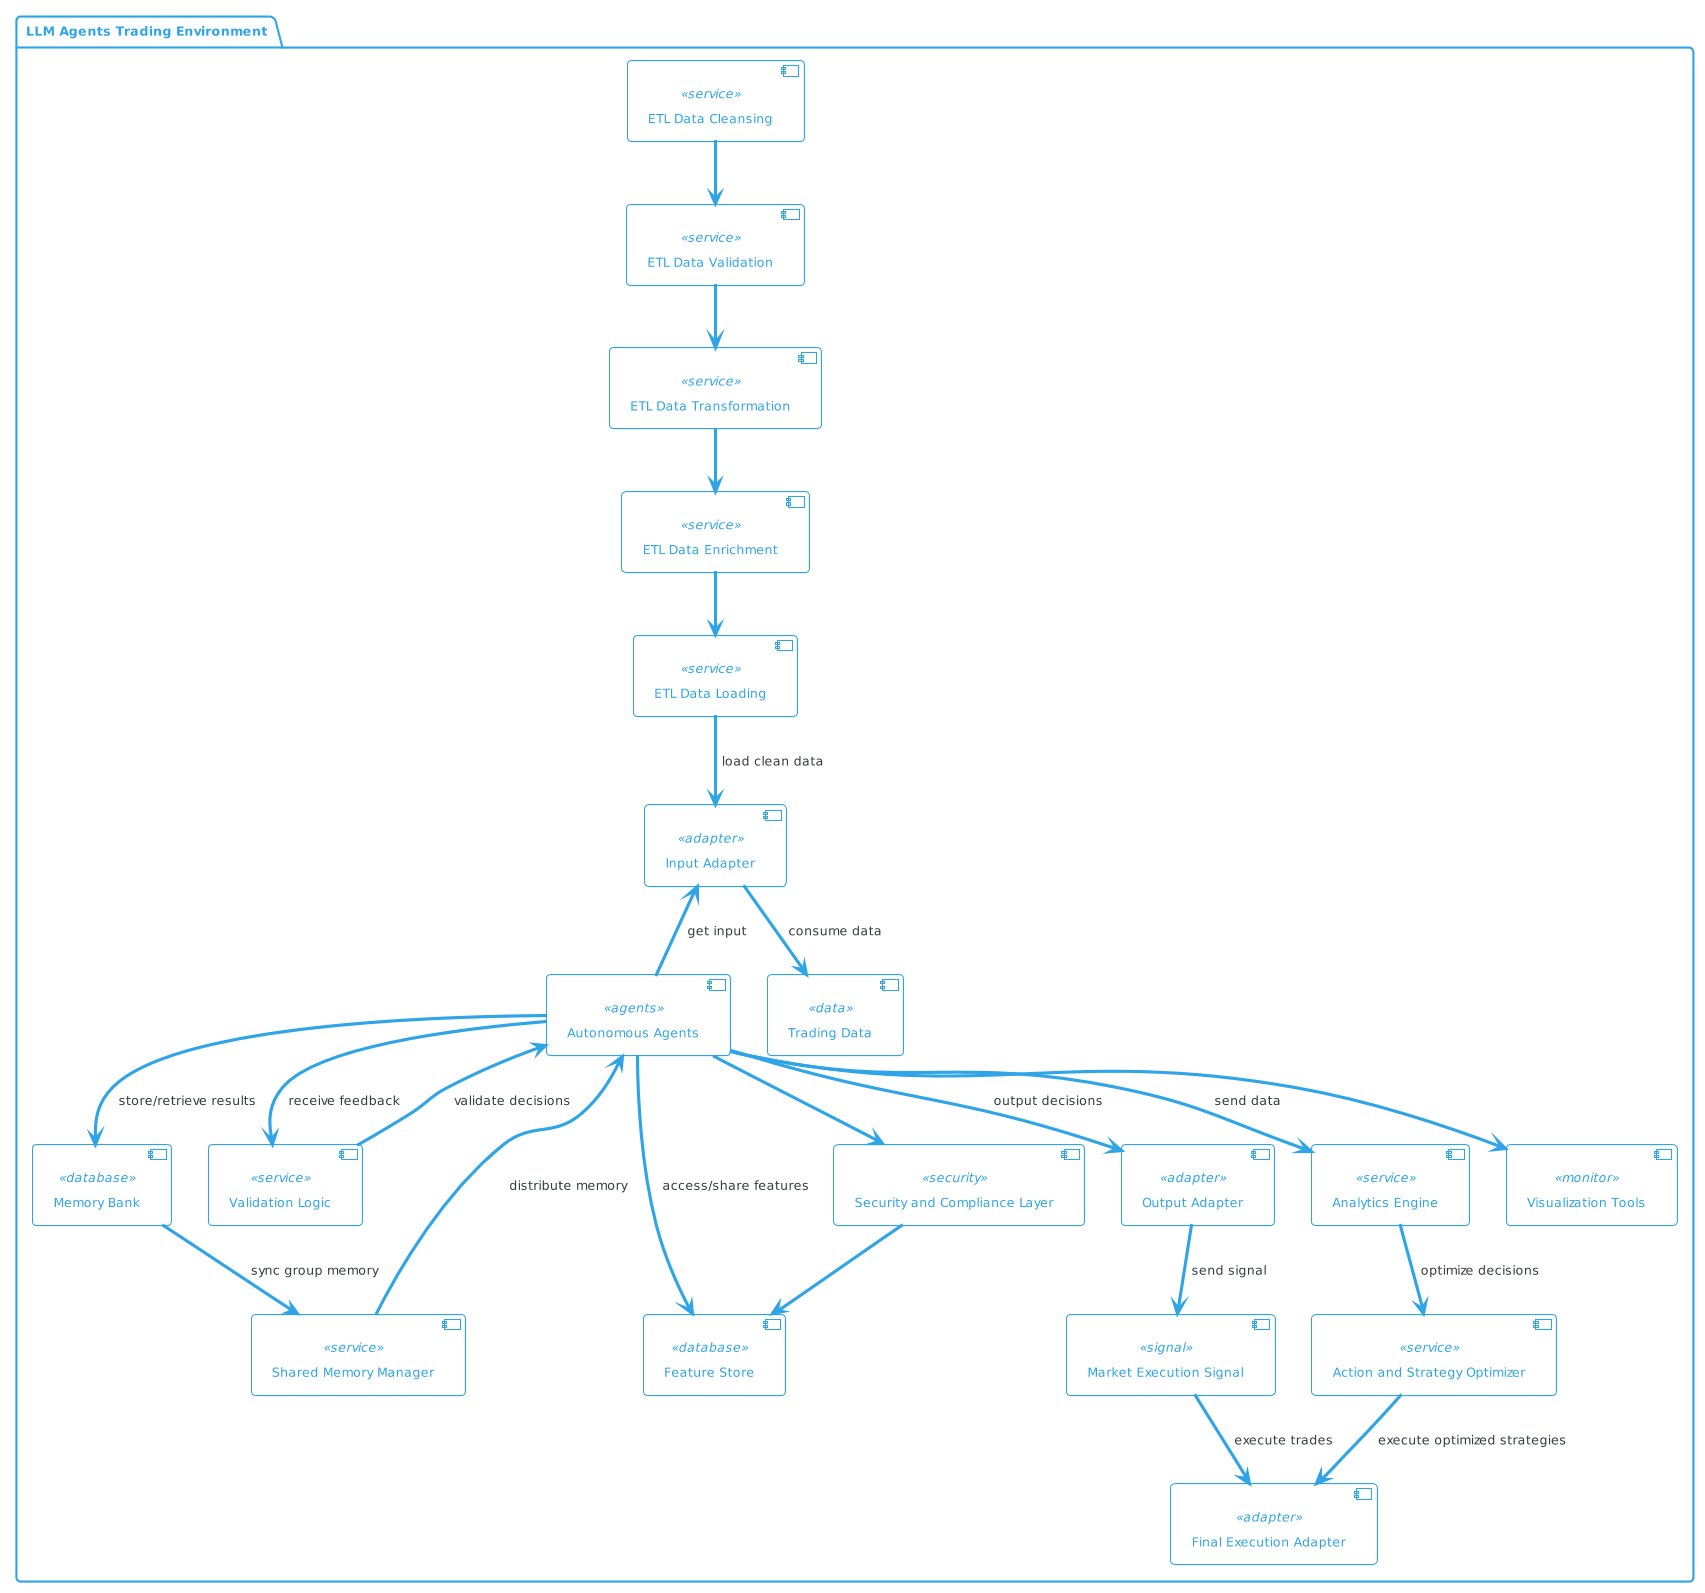 LLM Agents Trading Environment
«service»
ETL Data Cleansing
«service»
ETL Data Validation
«service»
ETL Data Transformation
«service»
ETL Data Enrichment
«service»
ETL Data Loading
load clean data
«adapter»
Input Adapter
get input
consume data
«agents»
Autonomous Agents
«data»
Trading Data
store/retrieve results
receive feedback
validate decisions
output decisions
send data
«database»
Memory Bank
«service»
Validation Logic
distribute memory
access/share features
«security»
Security and Compliance Layer
«adapter»
Output Adapter
«service»
Analytics Engine
«monitor»
Visualization Tools
sync group memory
send signal
optimize decisions
«service»
Shared Memory Manager
«database»
Feature Store
«signal»
Market Execution Signal
«service»
Action and Strategy Optimizer
execute trades
execute optimized strategies
«adapter»
Final Execution Adapter